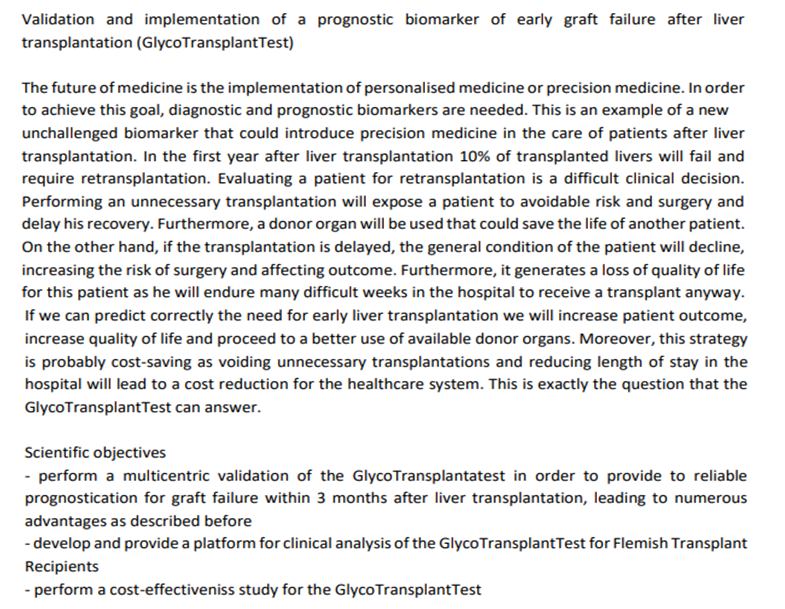 Validation and implementation of a prognostic biomarker of early graft failure after liver
transplantation (GlycoTransplantTest)
The future of medicine is the implementation of personalised medicine or precision medicine. In order
to achieve this goal, diagnostic and prognostic biomarkers are needed. This is an example of a new
unchallenged biomarker that could introduce precision medicine in the care of patients after liver
transplantation. In the first year after liver transplantation 10% of transplanted livers will fail and
require retransplantation. Evaluating a patient for retransplantation is a difficult clinical decision.
Performing an unnecessary transplantation will expose a patient to avoidable risk and surgery and
delay his recovery. Furthermore, a donor organ will be used that could save the life of another patient.
On the other hand, if the transplantation is delayed, the general condition of the patient will decline,
increasing the risk of surgery and affecting outcome. Furthermore, it generates a loss of quality of life
for this patient as he will endure many difficult weeks in the hospital to receive a transplant anyway.
If we can predict correctly the need for early liver transplantation we will increase patient outcome,
increase quality of life and proceed to a better use of available donor organs. Moreover, this strategy
is probably cost-saving as voiding unnecessary transplantations and reducing length of stay in the
hospital will lead to a cost reduction for the healthcare system. This is exactly the question that the
GlycoTransplantTest can answer.
Scientific objectives
- perform a multicentric validation of the GlycoTransplantatest in order to provide to reliable
prognostication for graft failure within 3 months after liver transplantation, leading to numerous
advantages as described before
- develop and provide a platform for clinical analysis of the GlycoTransplantTest for Flemish Transplant
Recipients
- perform a cost-effectiveniss study for the GlycoTransplantTest